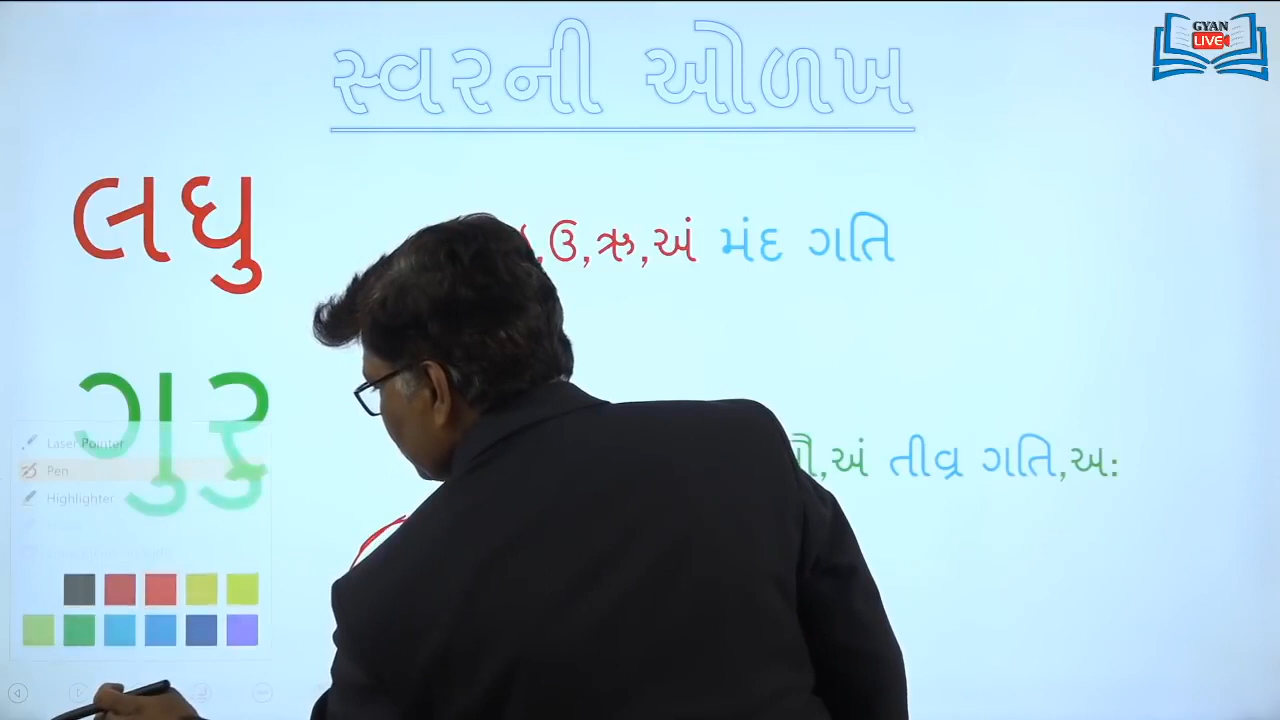 GYAN
LIVE
સ્વરની ઓળખ
લઘુ
,ઉ,ઋ,અં મંદ ગતિ
ગુરુ
,અં તીવ્ર ગતિ,અઃ
Laser Pointer
Pen
Highlighter